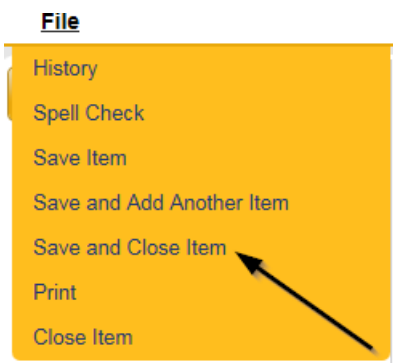 File
History
Spell Check
Save Item
Save and Add Another Item
Save and Close Item
Print
Close Item